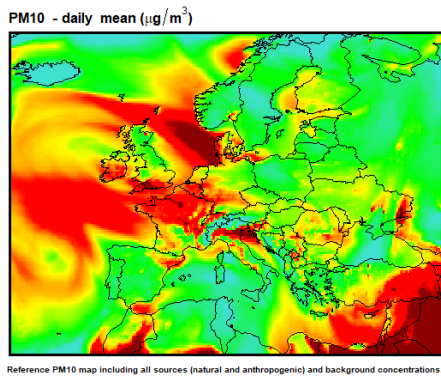 PM10 - daily mean (μg/m³)
Reference PM10 map including all sources (natural and anthropogenic) and background concentrations